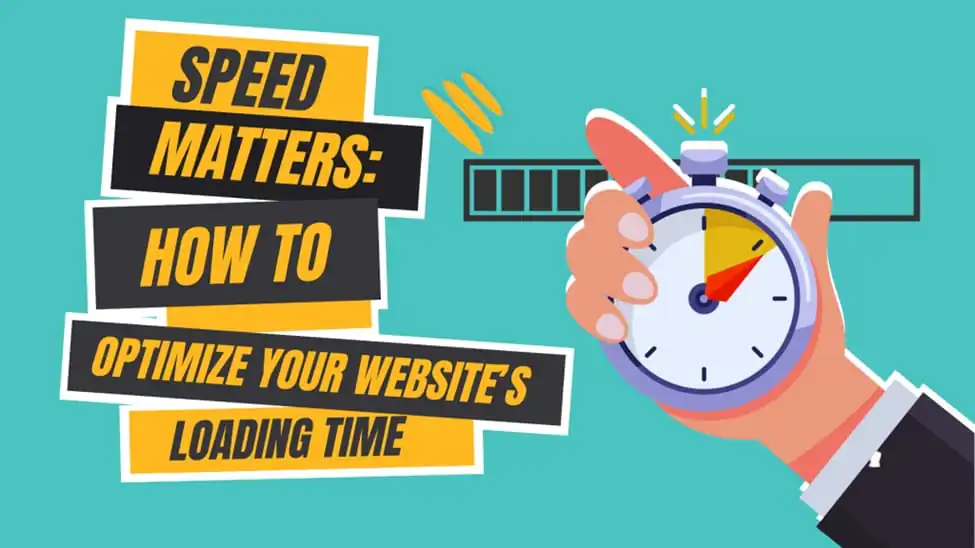 SPEED
MATTERS:
HOW TO
OPTIMIZE YOUR WEBSITE'S
LOADING TIME